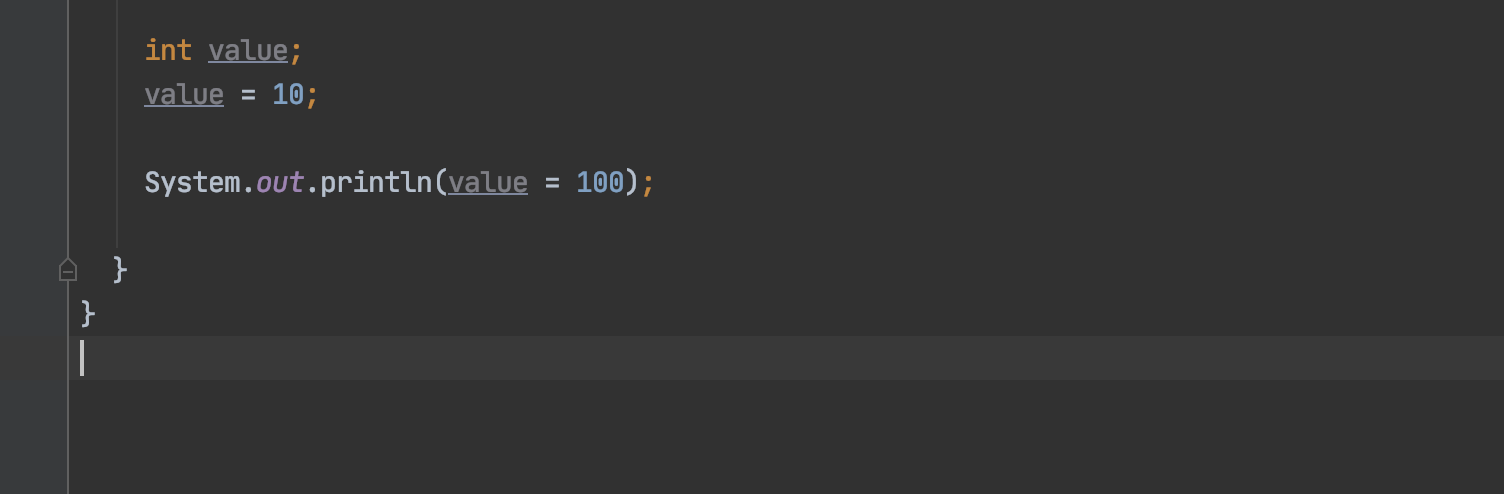 int value;
value = 10;
System.out.println(value = 100);
}
}